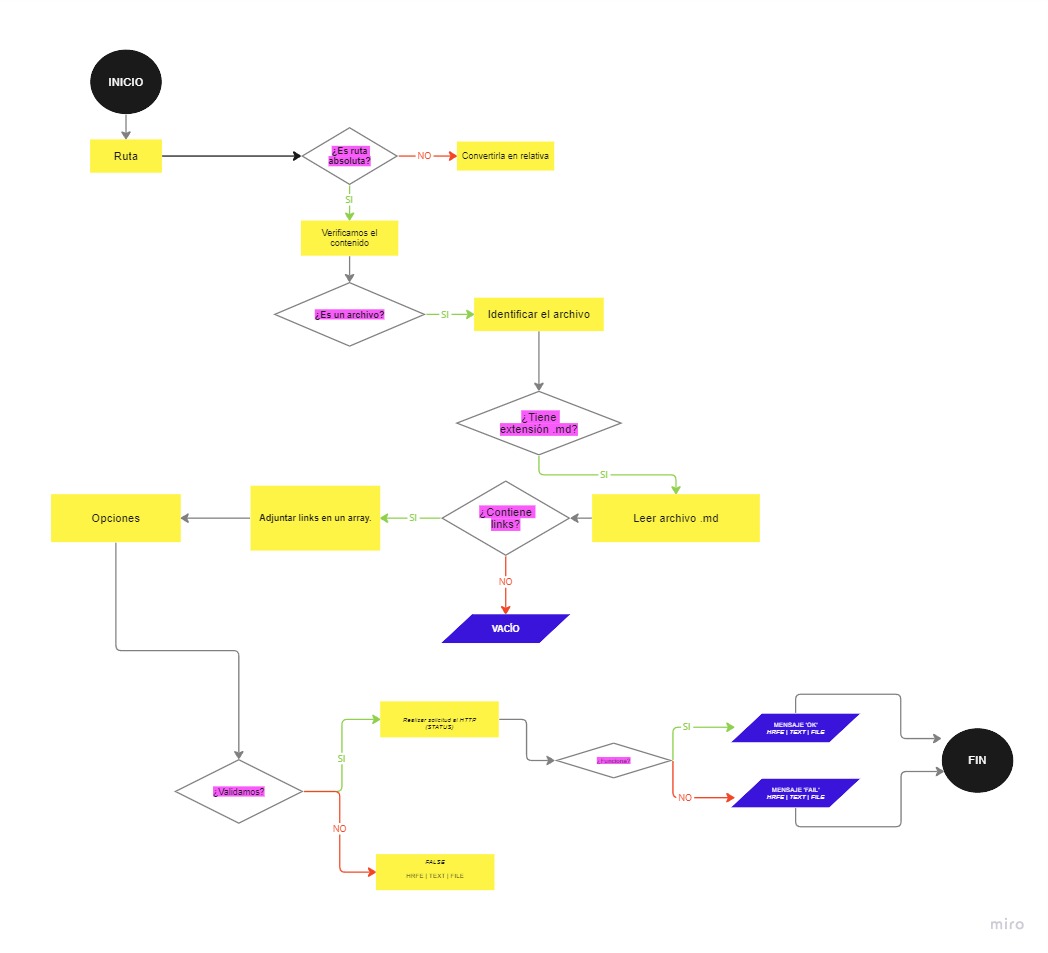 INICIO
Ruta
¿Es ruta
absoluta?
NO
Convertirla en relativa
SI
Verificamos el
contenido
¿Es un archivo?
SI
Identificar el archivo
¿Tiene
extensión .md?
SI
Leer archivo .md
¿Contiene
links?
SI
Adjuntar links en un array.
Opciones
NO
VACÍO
¿Validamos?
SI
Realizar solicitud al HTTP
(STATUS)
¿Funciona?
SI
MENSAJE 'OK'
HRFE | TEXT | FILE
NO
MENSAJE 'FAIL'
HRFE | TEXT | FILE
FIN
NO
FALSE
HRFE | TEXT | FILE
miro